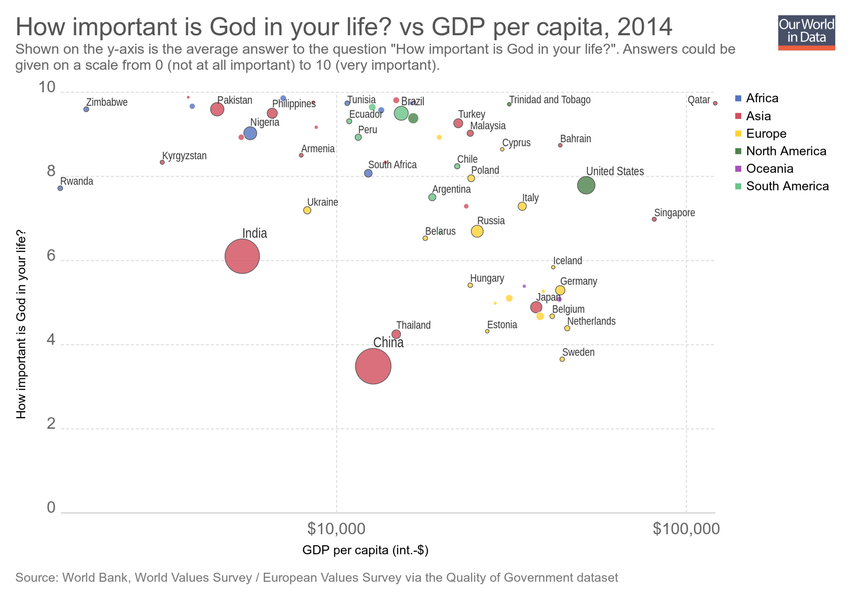 How important is God in your life? vs GDP per capita, 2014
Our World
in Data
Shown on the y-axis is the average answer to the question "How important is God in your life?". Answers could be
given on a scale from 0 (not at all important) to 10 (very important).
10
8
6
4
2
0
How important is God in your life?
Zimbabwe
Pakistan
Philippines
Tunisia
Brazil
Trinidad and Tobago
Qatar
Nigeria
Ecuador
Turkey
Peru
Malaysia
Kyrgyzstan
Armenia
Cyprus
Bahrain
South Africa
Chile
Poland
United States
Rwanda
Argentina
Ukraine
Italy
Singapore
India
Belarus
Russia
Iceland
Hungary
Germany
Japan
Belgium
Thailand
Estonia
Netherlands
China
Sweden
Africa
Asia
Europe
North America
Oceania
South America
$10,000
$100,000
GDP per capita (int.-$)
Source: World Bank, World Values Survey / European Values Survey via the Quality of Government dataset